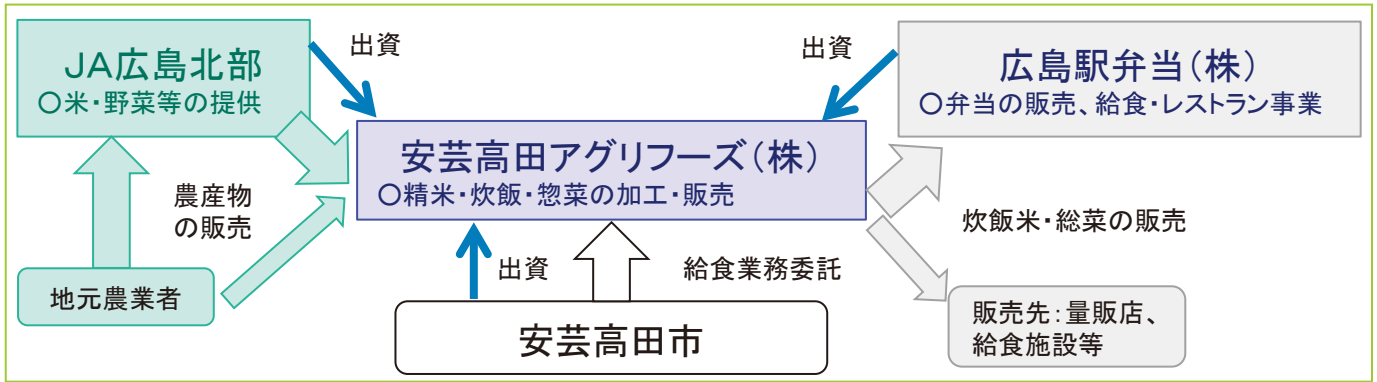 JA広島北部
○米・野菜等の提供
出資
出資
広島駅弁当(株)
○弁当の販売、給食・レストラン事業
安芸高田アグリフーズ(株)
○精米・炊飯・惣菜の加工・販売
農産物
の販売
地元農業者
出資
給食業務委託
安芸高田市
炊飯米・総菜の販売
販売先:量販店、
給食施設等